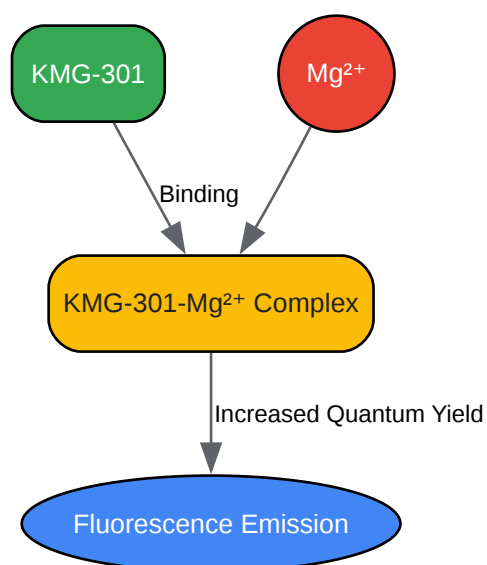 KMG-301
Mg²⁺
Binding
KMG-301-Mg²⁺ Complex
Increased Quantum Yield
Fluorescence Emission